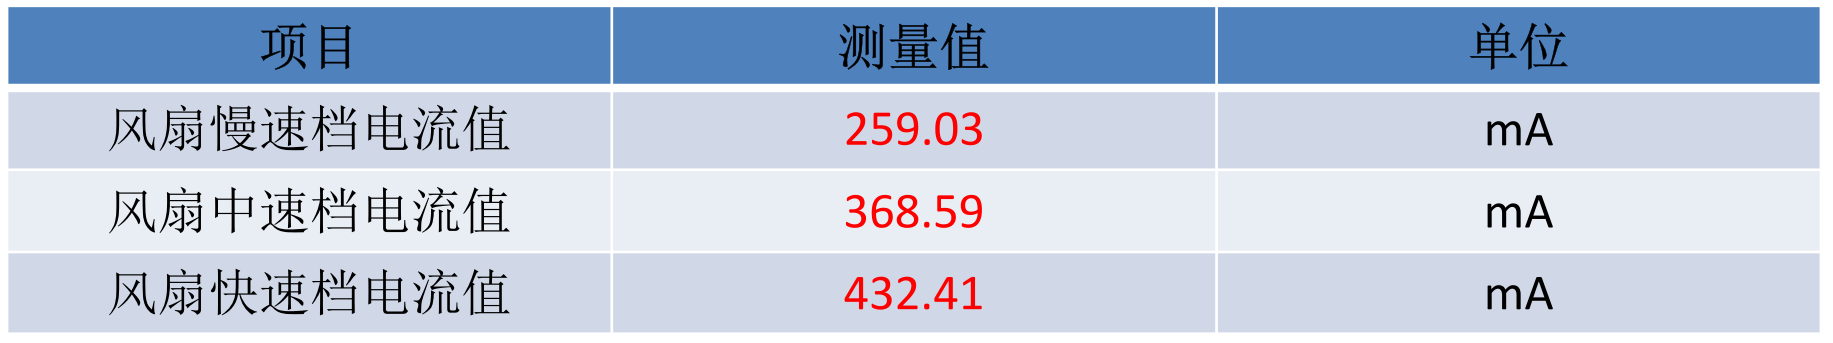 项目 测量值 单位
风扇慢速档电流值 259.03 mA
风扇中速档电流值 368.59 mA
风扇快速档电流值 432.41 mA